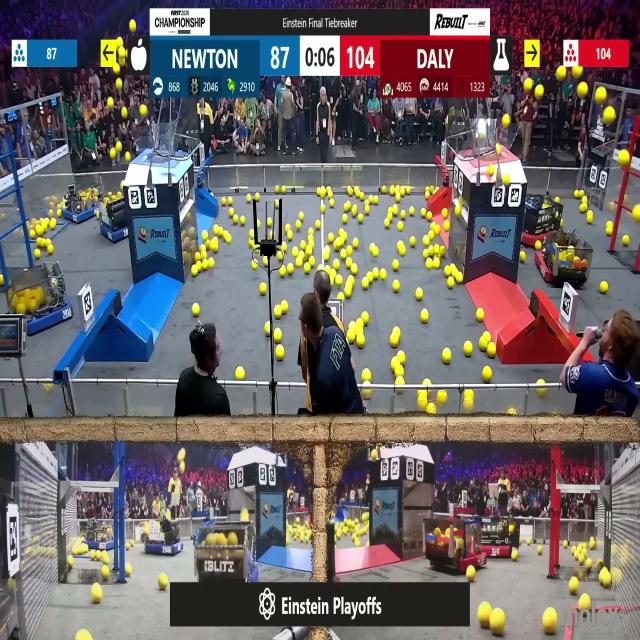 FIRST 2026
CHAMPIONSHIP
Einstein Final Tiebreaker
REBUILT
87
NEWTON
87
0:06
104
DALY
104
868
2046
2910
4065
4414
1323
REBUILT
REBUILT
BLITZ
Einstein Playoffs